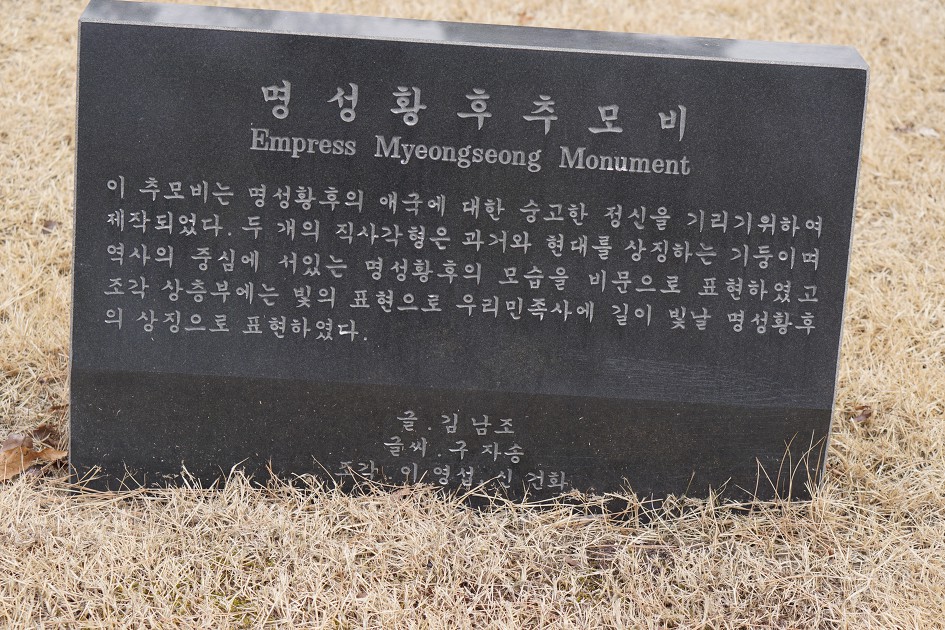 명성황후추모비
Empress Myeongseong Monument
이 추모비는 명성황후의 애국에 대한 숭고한 정신을 기리기위하여
제작되었다. 두 개의 직사각형은 과거와 현대를 상징하는 기둥이며
역사의 중심에 서있는 명성황후의 모습을 비문으로 표현하였고
조각 상층부에는 빛의 표현으로 우리민족사에 길이 빛날 명성황후
의 상징으로 표현하였다.
글 . 김남조
글씨 . 구자송
조각 이영섭 신건화